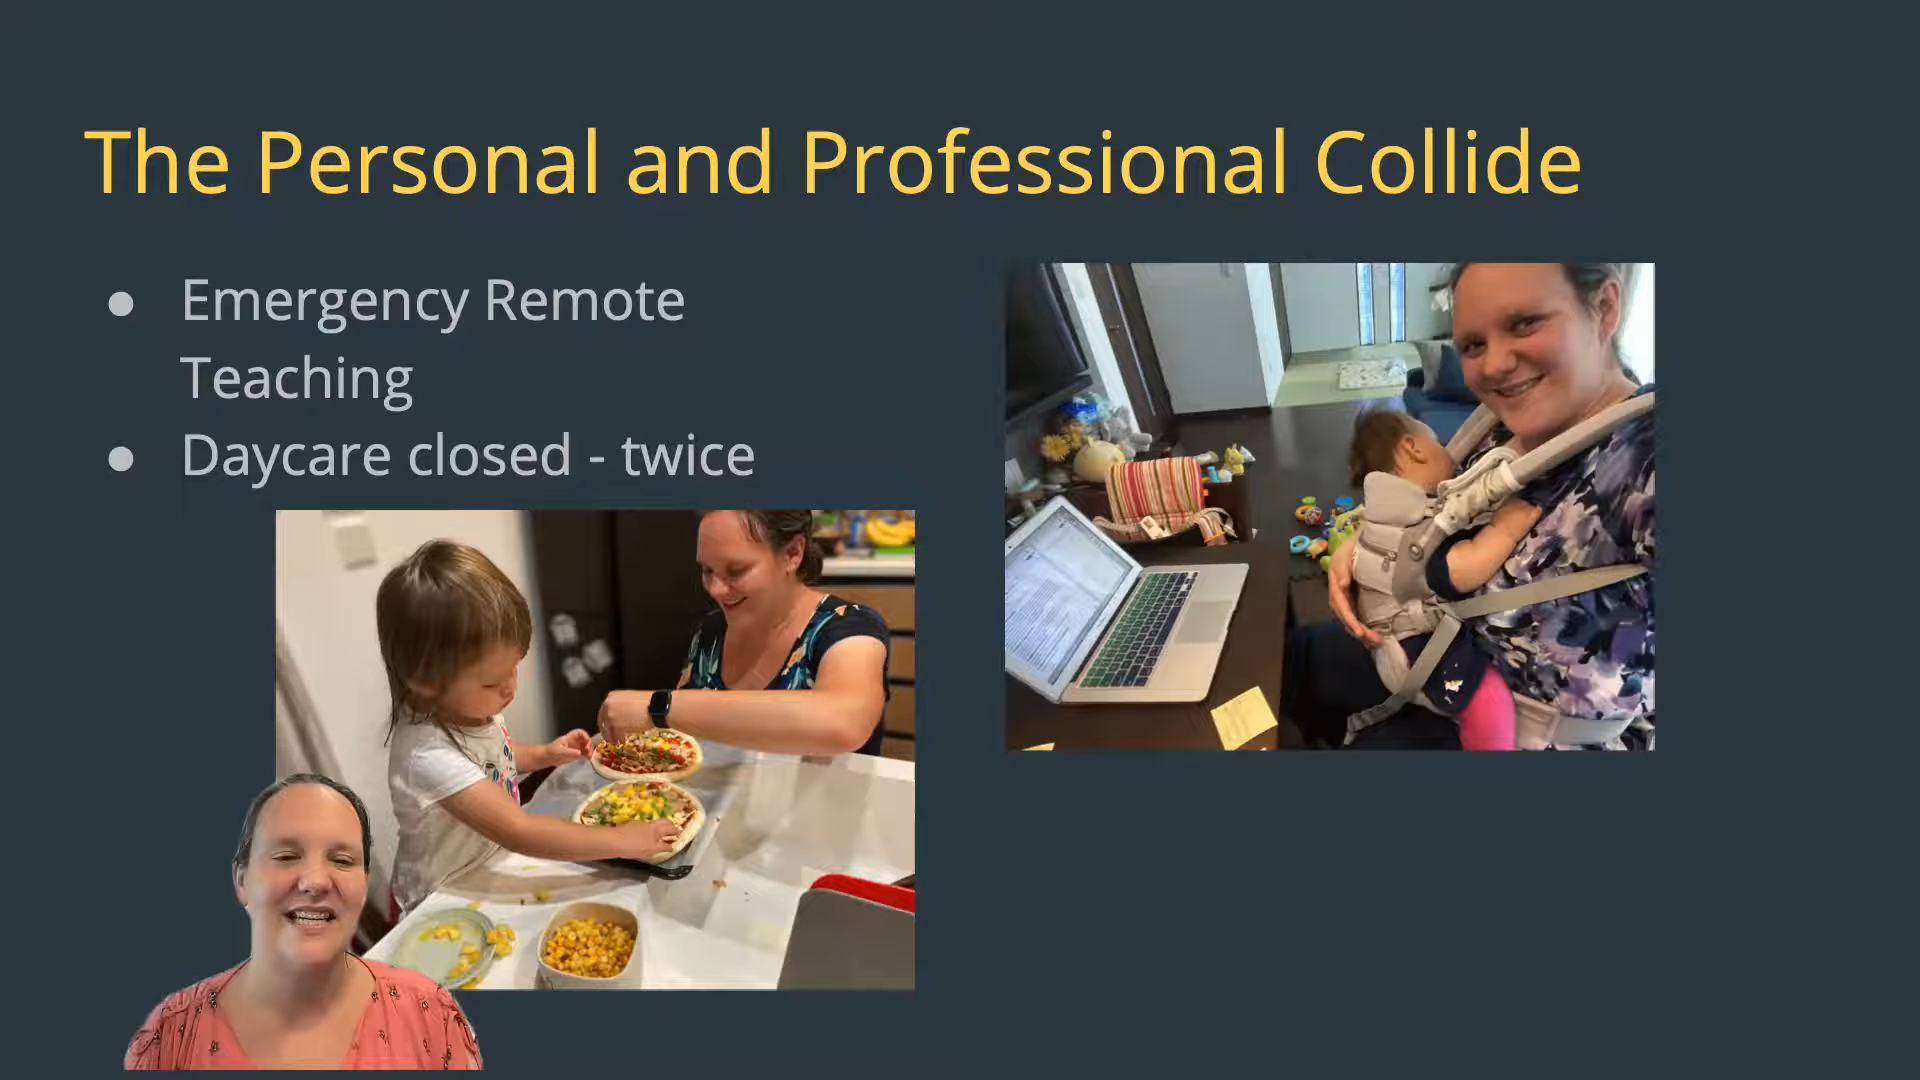 The Personal and Professional Collide
● Emergency Remote
Teaching
● Daycare closed - twice